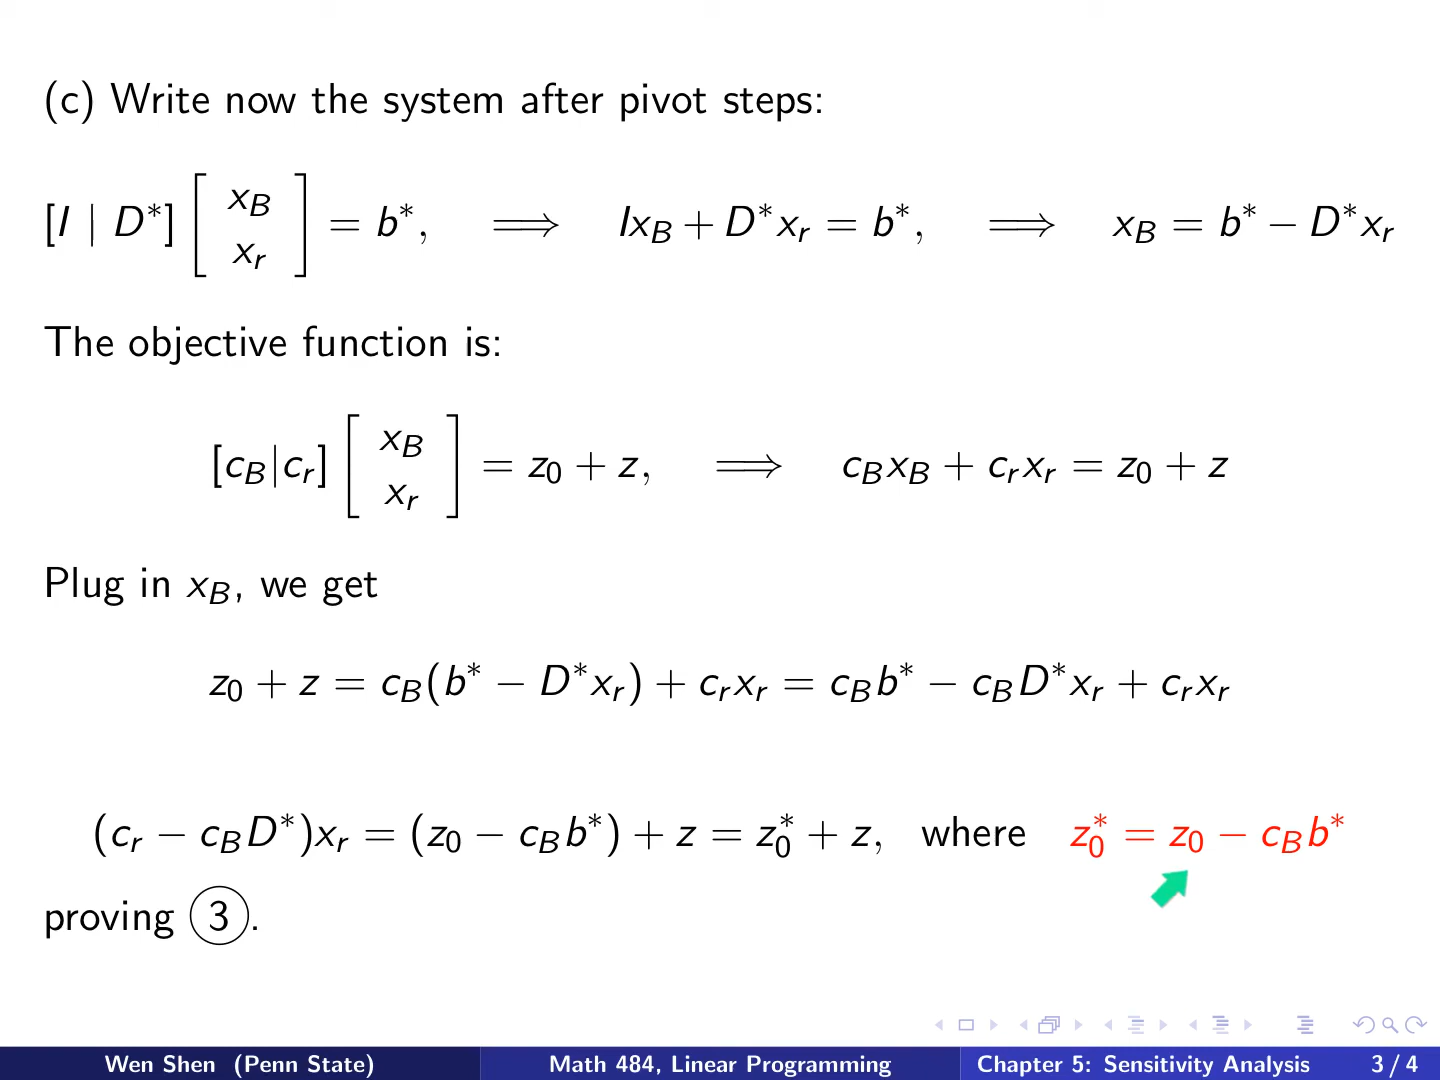 (c) Write now the system after pivot steps:
[I | D*] [ x_B x_r ] = b*, ⟹ Ix_B + D*x_r = b*, ⟹ x_B = b* − D*x_r
The objective function is:
[c_B|c_r] [ x_B x_r ] = z_0 + z, ⟹ c_B x_B + c_r x_r = z_0 + z
Plug in x_B, we get
z_0 + z = c_B(b* − D*x_r) + c_r x_r = c_B b* − c_B D*x_r + c_r x_r
(c_r − c_B D*)x_r = (z_0 − c_B b*) + z = z_0* + z, where z_0* = z_0 − c_B b*
proving ③.
Wen Shen (Penn State) Math 484, Linear Programming Chapter 5: Sensitivity Analysis 3 / 4